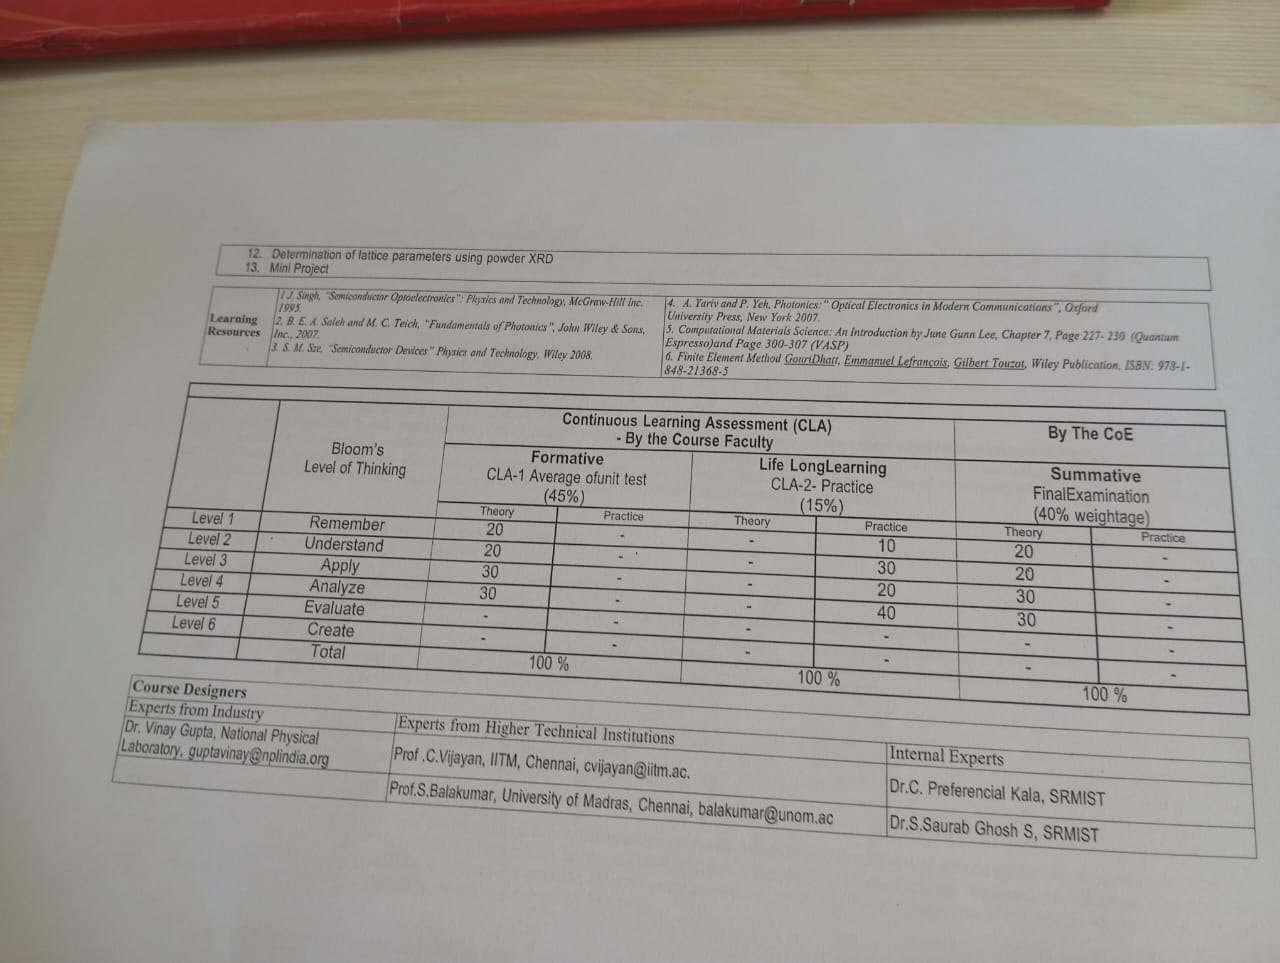 12. Determination of lattice parameters using powder XRD
13. Mini Project
Learning Resources
1 J. Singh, "Semiconductor Optoelectronics": Physics and Technology, McGraw-Hill Inc.
1995.
2. B. E. A. Saleh and M. C. Teich, "Fundamentals of Photonics", John Wiley & Sons,
Inc., 2007.
3. S. M. Sze, "Semiconductor Devices" Physics and Technology, Wiley 2008.
4. A. Yariv and P. Yeh, Photonics:" Optical Electronics in Modern Communications", Oxford
University Press, New York 2007.
5. Computational Materials Science: An Introduction by June Gunn Lee, Chapter 7, Page 227- 230 (Quantum
Espresso)and Page 300-307 (VASP)
6. Finite Element Method GouriDhatt, Emmanuel Lefrançois, Gilbert Touzot, Wiley Publication. ISBN: 978-1-
848-21368-5
Bloom's
Level of Thinking
Continuous Learning Assessment (CLA)
- By the Course Faculty
By The CoE
Formative
CLA-1 Average ofunit test
(45%)
Life LongLearning
CLA-2- Practice
(15%)
Summative
FinalExamination
(40% weightage)
Theory Practice Theory Practice Theory Practice
Level 1 Remember 20 - - 10 20 -
Level 2 Understand 20 - - 30 20 -
Level 3 Apply 30 - - 20 30 -
Level 4 Analyze 30 - - 40 30 -
Level 5 Evaluate - - - - - -
Level 6 Create - - - - - -
Total 100 % 100 % 100 %
Course Designers
Experts from Industry
Experts from Higher Technical Institutions
Internal Experts
Dr. Vinay Gupta, National Physical
Laboratory, guptavinay@nplindia.org
Prof .C.Vijayan, IITM, Chennai, cvijayan@iitm.ac.
Dr.C. Preferencial Kala, SRMIST
Prof.S.Balakumar, University of Madras, Chennai, balakumar@unom.ac
Dr.S.Saurab Ghosh S, SRMIST